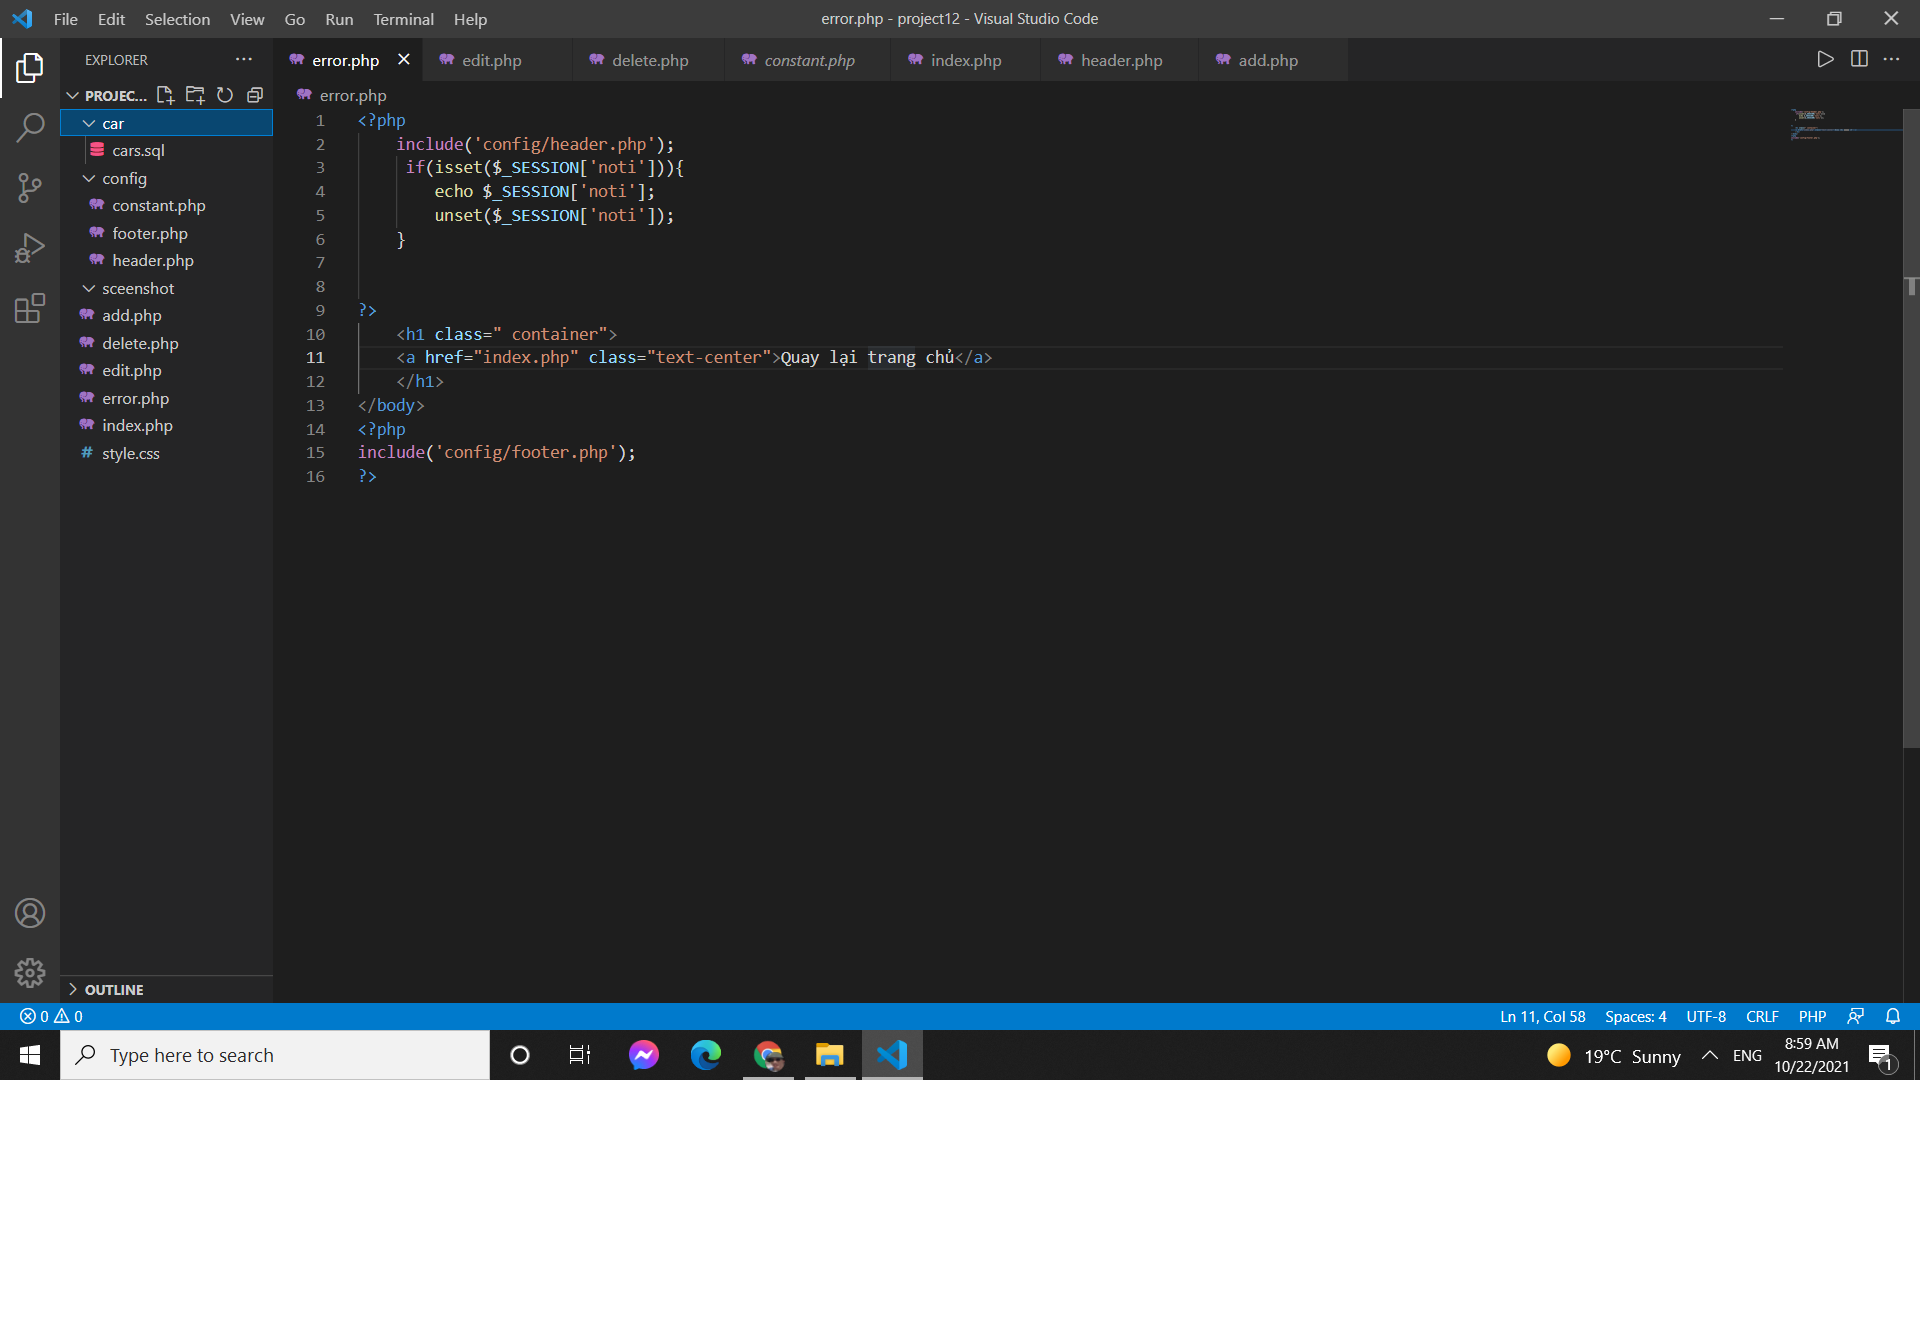 File Edit Selection View Go Run Terminal Help error.php - project12 - Visual Studio Code
EXPLORER
PROJEC...
car
cars.sql
config
constant.php
footer.php
header.php
sceenshot
add.php
delete.php
edit.php
error.php
index.php
# style.css
OUTLINE
error.php edit.php delete.php constant.php index.php header.php add.php
error.php
1 <?php
2 include('config/header.php');
3 if(isset($_SESSION['noti'])){
4 echo $_SESSION['noti'];
5 unset($_SESSION['noti']);
6 }
7
8
9 ?>
10 <h1 class=" container">
11 <a href="index.php" class="text-center">Quay lại trang chủ</a>
12 </h1>
13 </body>
14 <?php
15 include('config/footer.php');
16 ?>
0 0 Ln 11, Col 58 Spaces: 4 UTF-8 CRLF PHP
Type here to search 19°C Sunny ENG
8:59 AM
10/22/2021
1